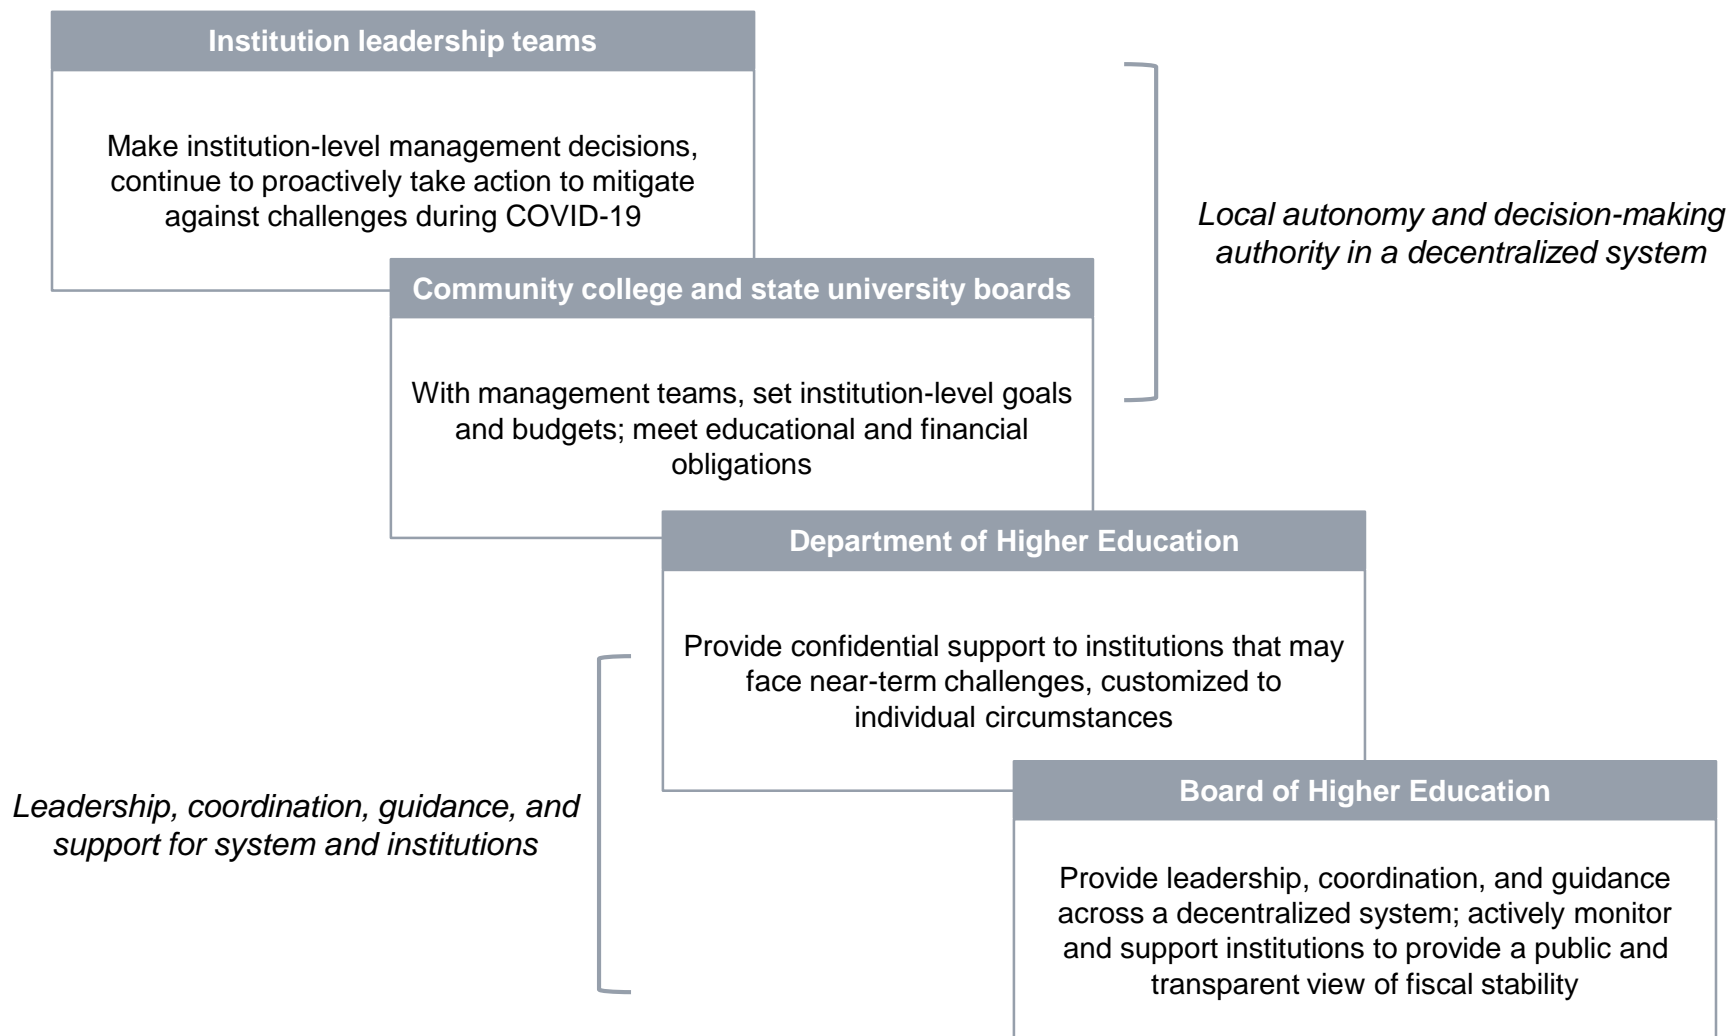 Institution leadership teams
Make institution-level management decisions,
continue to proactively take action to mitigate
against challenges during COVID-19
Local autonomy and decision-making
authority in a decentralized system
Community college and state university boards
With management teams, set institution-level goals
and budgets; meet educational and financial
obligations
Department of Higher Education
Provide confidential support to institutions that may
face near-term challenges, customized to
individual circumstances
Leadership, coordination, guidance, and
support for system and institutions
Board of Higher Education
Provide leadership, coordination, and guidance
across a decentralized system; actively monitor
and support institutions to provide a public and
transparent view of fiscal stability